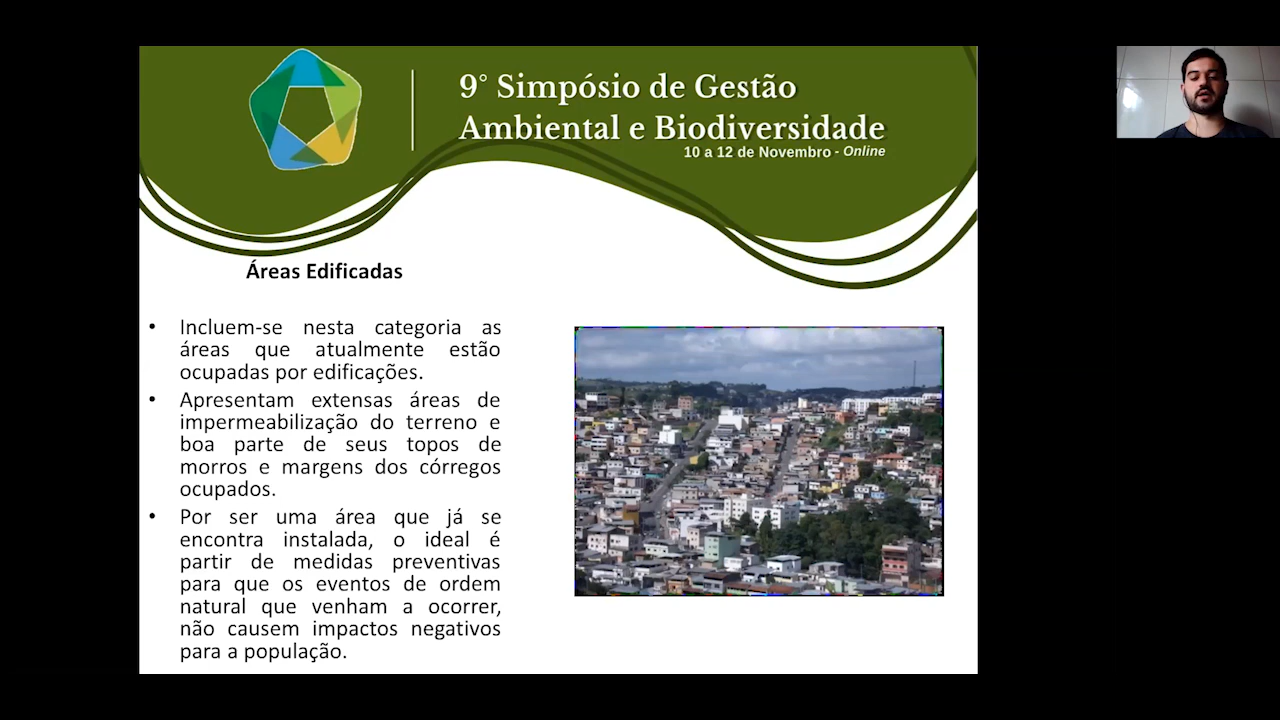 9° Simpósio de Gestão
Ambiental e Biodiversidade
10 a 12 de Novembro - Online
Áreas Edificadas
• Incluem-se nesta categoria as
áreas que atualmente estão
ocupadas por edificações.
• Apresentam extensas áreas de
impermeabilização do terreno e
boa parte de seus topos de
morros e margens dos córregos
ocupados.
• Por ser uma área que já se
encontra instalada, o ideal é
partir de medidas preventivas
para que os eventos de ordem
natural que venham a ocorrer,
não causem impactos negativos
para a população.